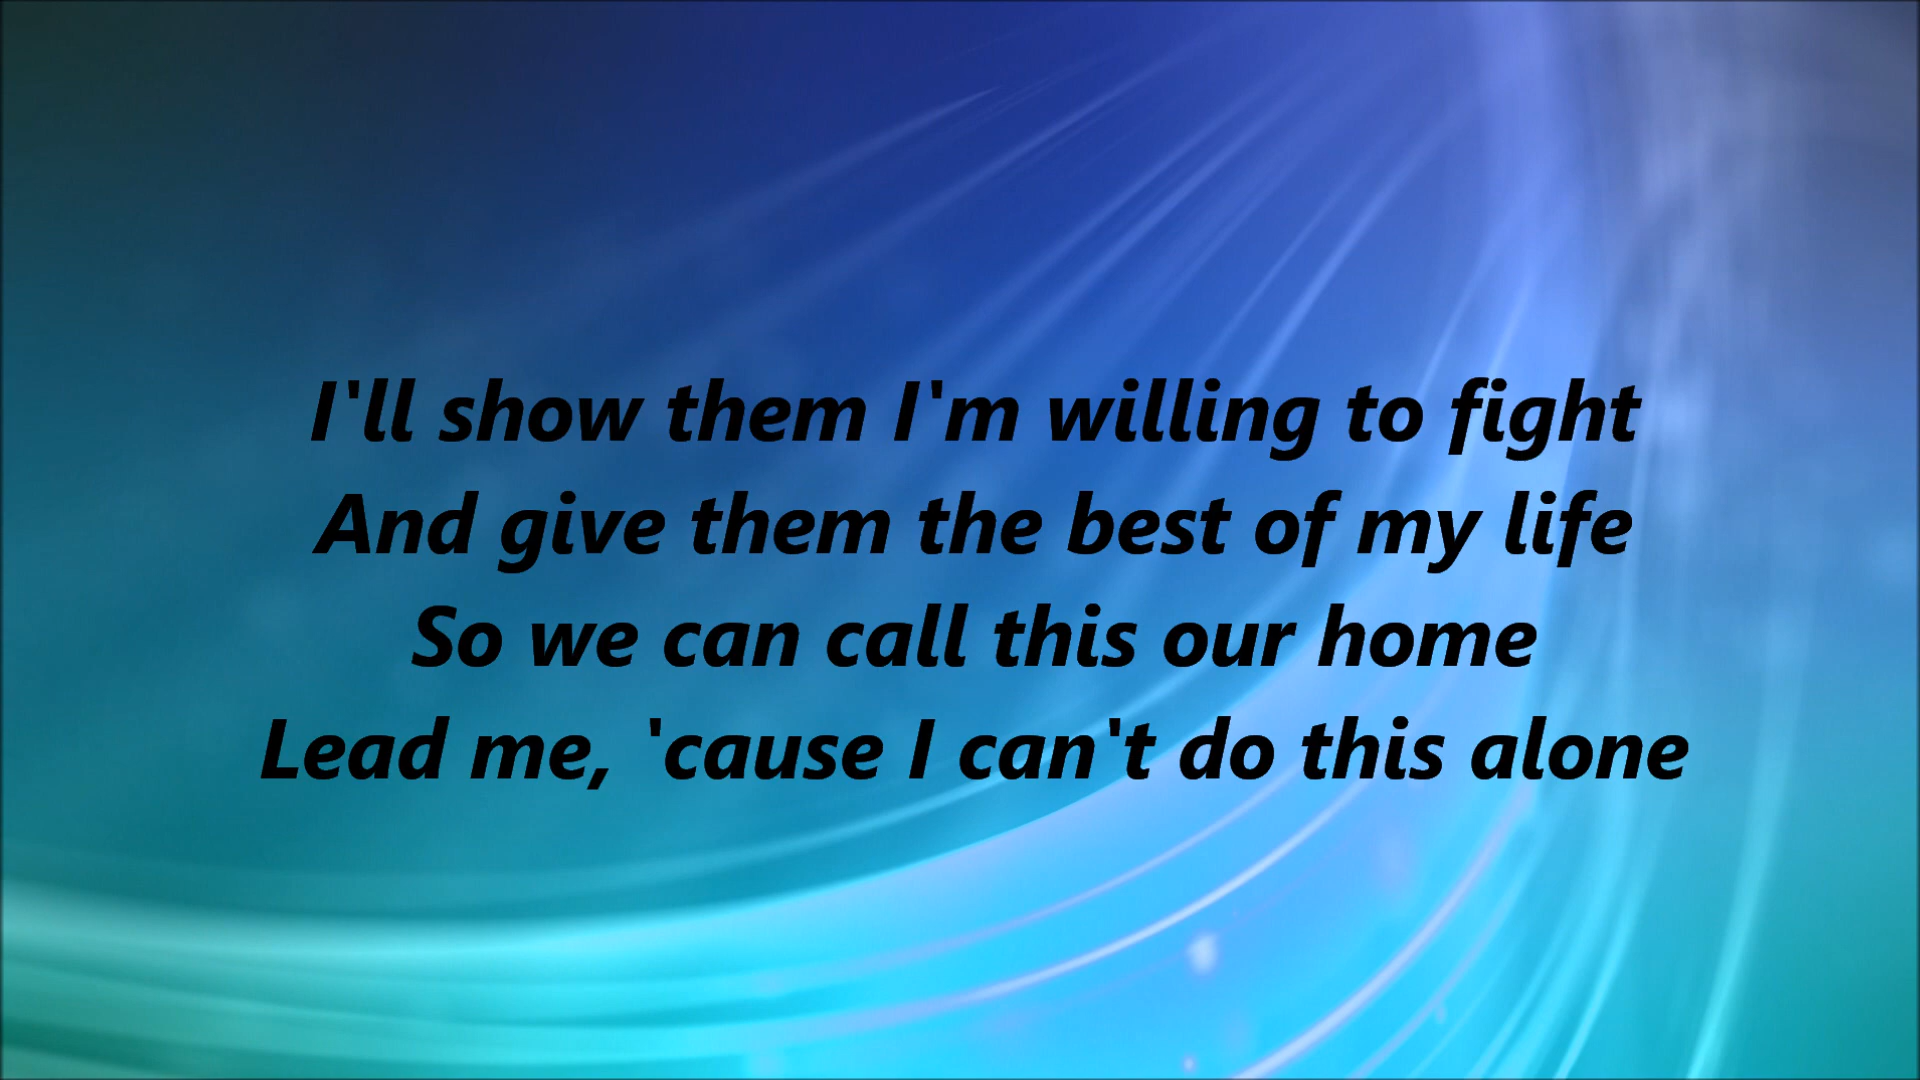 I'll show them I'm willing to fight
And give them the best of my life
So we can call this our home
Lead me, 'cause I can't do this alone